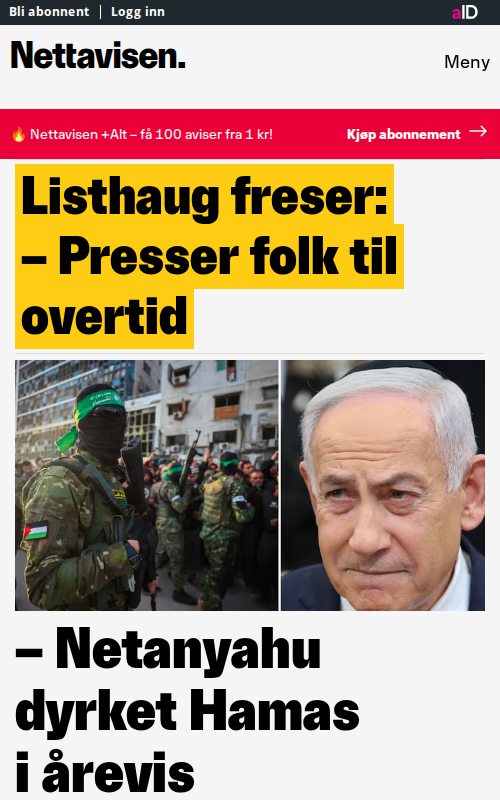 Bli abonnent | Logg inn
aID
Nettavisen.
Meny
🔥 Nettavisen +Alt – få 100 aviser fra 1 kr!
Kjøp abonnement →
Listhaug freser:
– Presser folk til
overtid
– Netanyahu
dyrket Hamas
i årevis